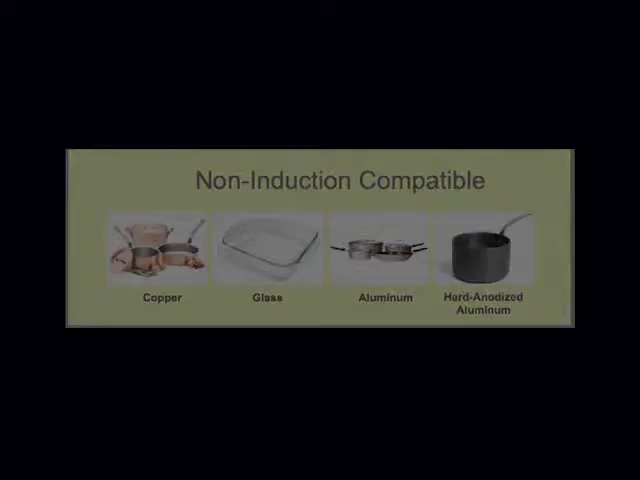 Non-Induction Compatible
Copper
Glass
Aluminum
Hard-Anodized
Aluminum